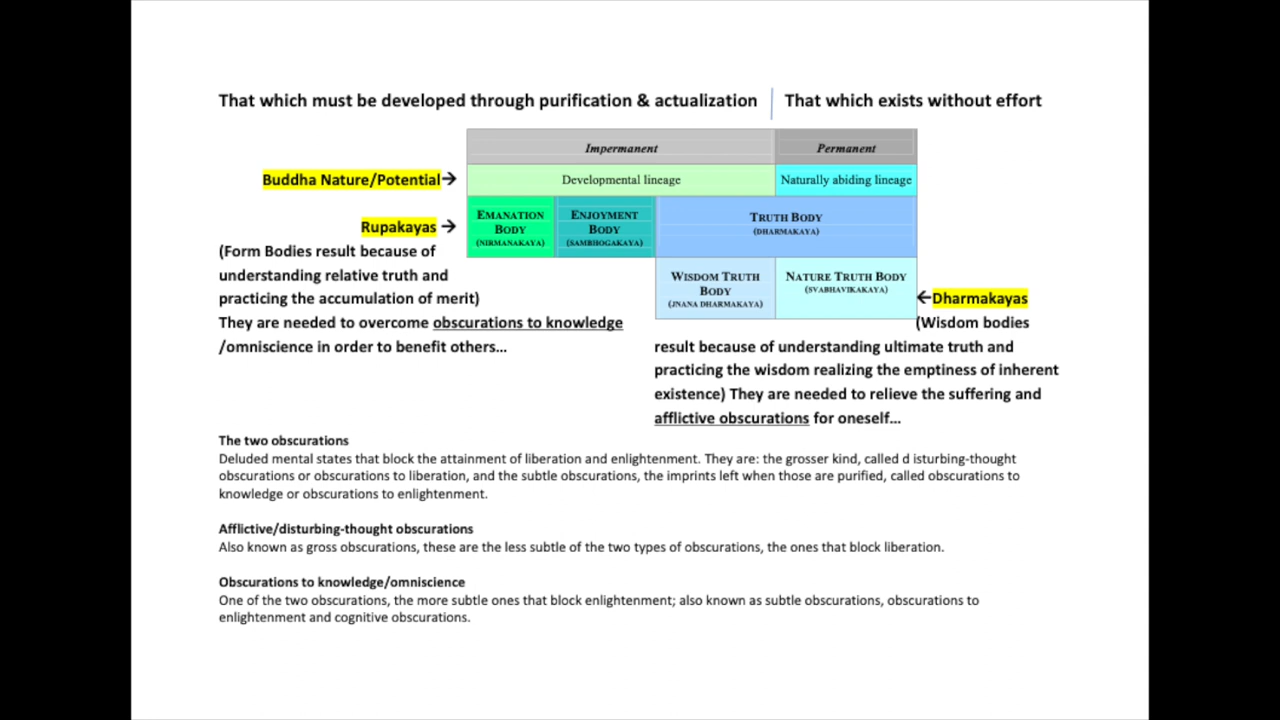 That which must be developed through purification & actualization | That which exists without effort
Impermanent Permanent
Buddha Nature/Potential→ Developmental lineage Naturally abiding lineage
Rupakayas →
EMANATION BODY (NIRMANAKAYA)
ENJOYMENT BODY (SAMBHOGAKAYA)
TRUTH BODY
(DHARMAKAYA)
(Form Bodies result because of
understanding relative truth and
practicing the accumulation of merit)
They are needed to overcome obscurations to knowledge
/omniscience in order to benefit others…
WISDOM TRUTH
BODY
(JNANA DHARMAKAYA)
NATURE TRUTH BODY
(SVABHAVIKAKAYA)
←Dharmakayas
(Wisdom bodies
result because of understanding ultimate truth and
practicing the wisdom realizing the emptiness of inherent
existence) They are needed to relieve the suffering and
afflictive obscurations for oneself…
The two obscurations
Deluded mental states that block the attainment of liberation and enlightenment. They are: the grosser kind, called d isturbing-thought
obscurations or obscurations to liberation, and the subtle obscurations, the imprints left when those are purified, called obscurations to
knowledge or obscurations to enlightenment.
Afflictive/disturbing-thought obscurations
Also known as gross obscurations, these are the less subtle of the two types of obscurations, the ones that block liberation.
Obscurations to knowledge/omniscience
One of the two obscurations, the more subtle ones that block enlightenment; also known as subtle obscurations, obscurations to
enlightenment and cognitive obscurations.